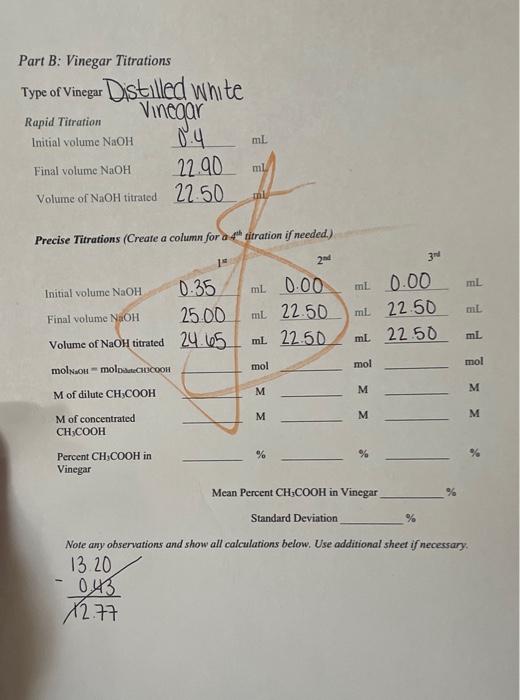 Part B: Vinegar Titrations
Type of Vinegar Distilled white
Vinegar
Rapid Titration
Initial volume NaOH 0.4 mL
Final volume NaOH 22.90 mL
Volume of NaOH titrated 22.50 mL
Precise Titrations (Create a column for a 4th titration if needed.)
1st 2nd 3rd
Initial volume NaOH 0.35 mL 0.00 mL 0.00 mL
Final volume NaOH 25.00 mL 22.50 mL 22.50 mL
Volume of NaOH titrated 24.65 mL 22.50 mL 22.50 mL
molNaOH = molDiluteCH3COOH mol mol mol
M of dilute CH3COOH M M M
M of concentrated M M M
CH3COOH
Percent CH3COOH in % % %
Vinegar
Mean Percent CH3COOH in Vinegar %
Standard Deviation %
Note any observations and show all calculations below. Use additional sheet if necessary.
13.20
- 0.43
12.77